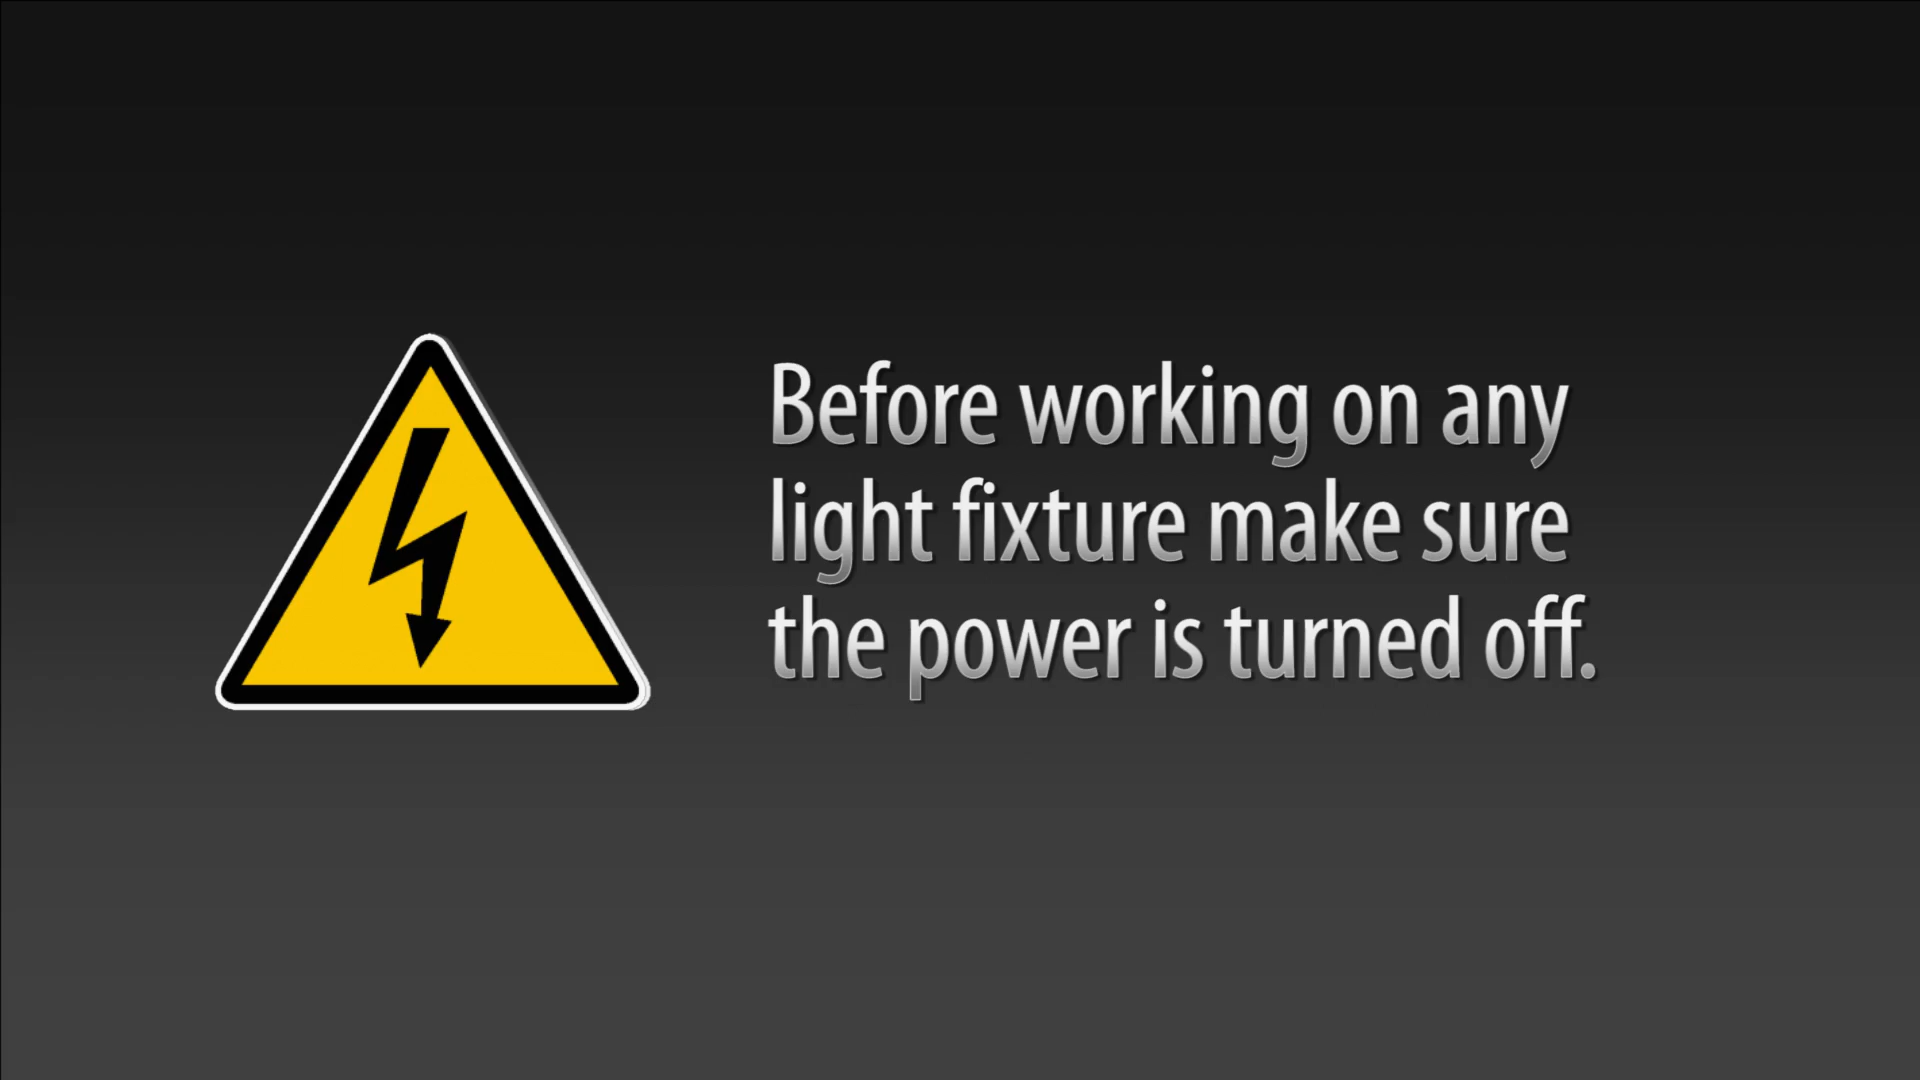 Before working on any
light fixture make sure
the power is turned off.